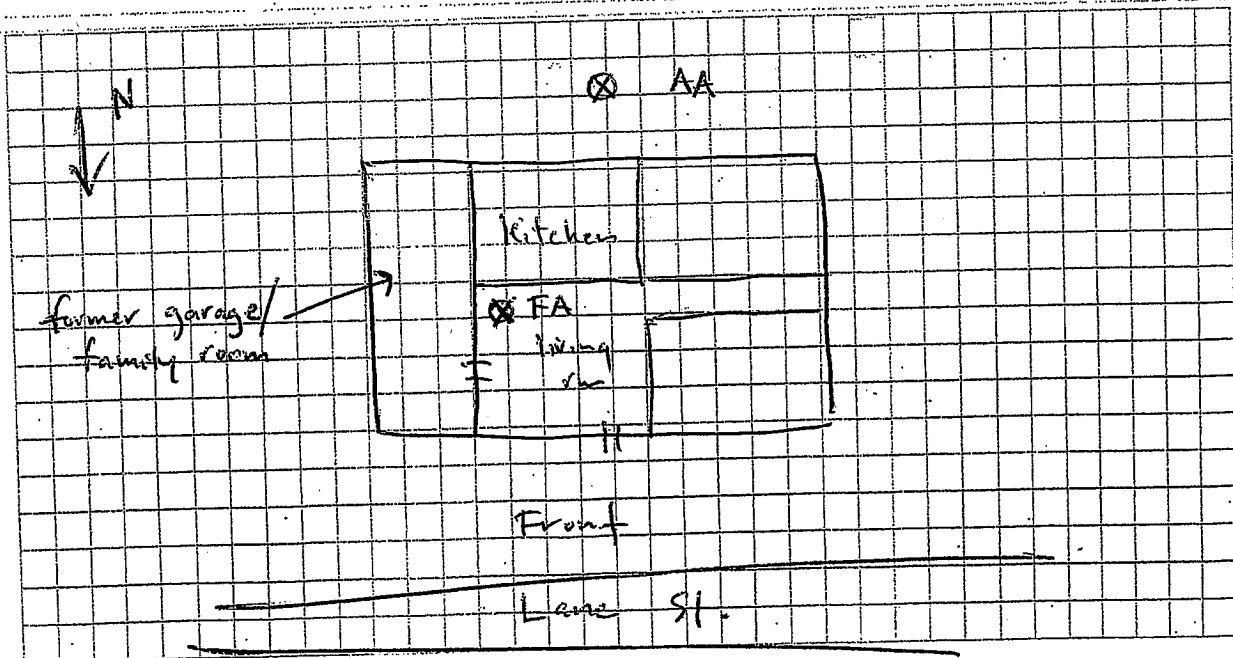 N
AA
Kitchen
FA
living
rm
former garage/
family room
Front
Lane St.